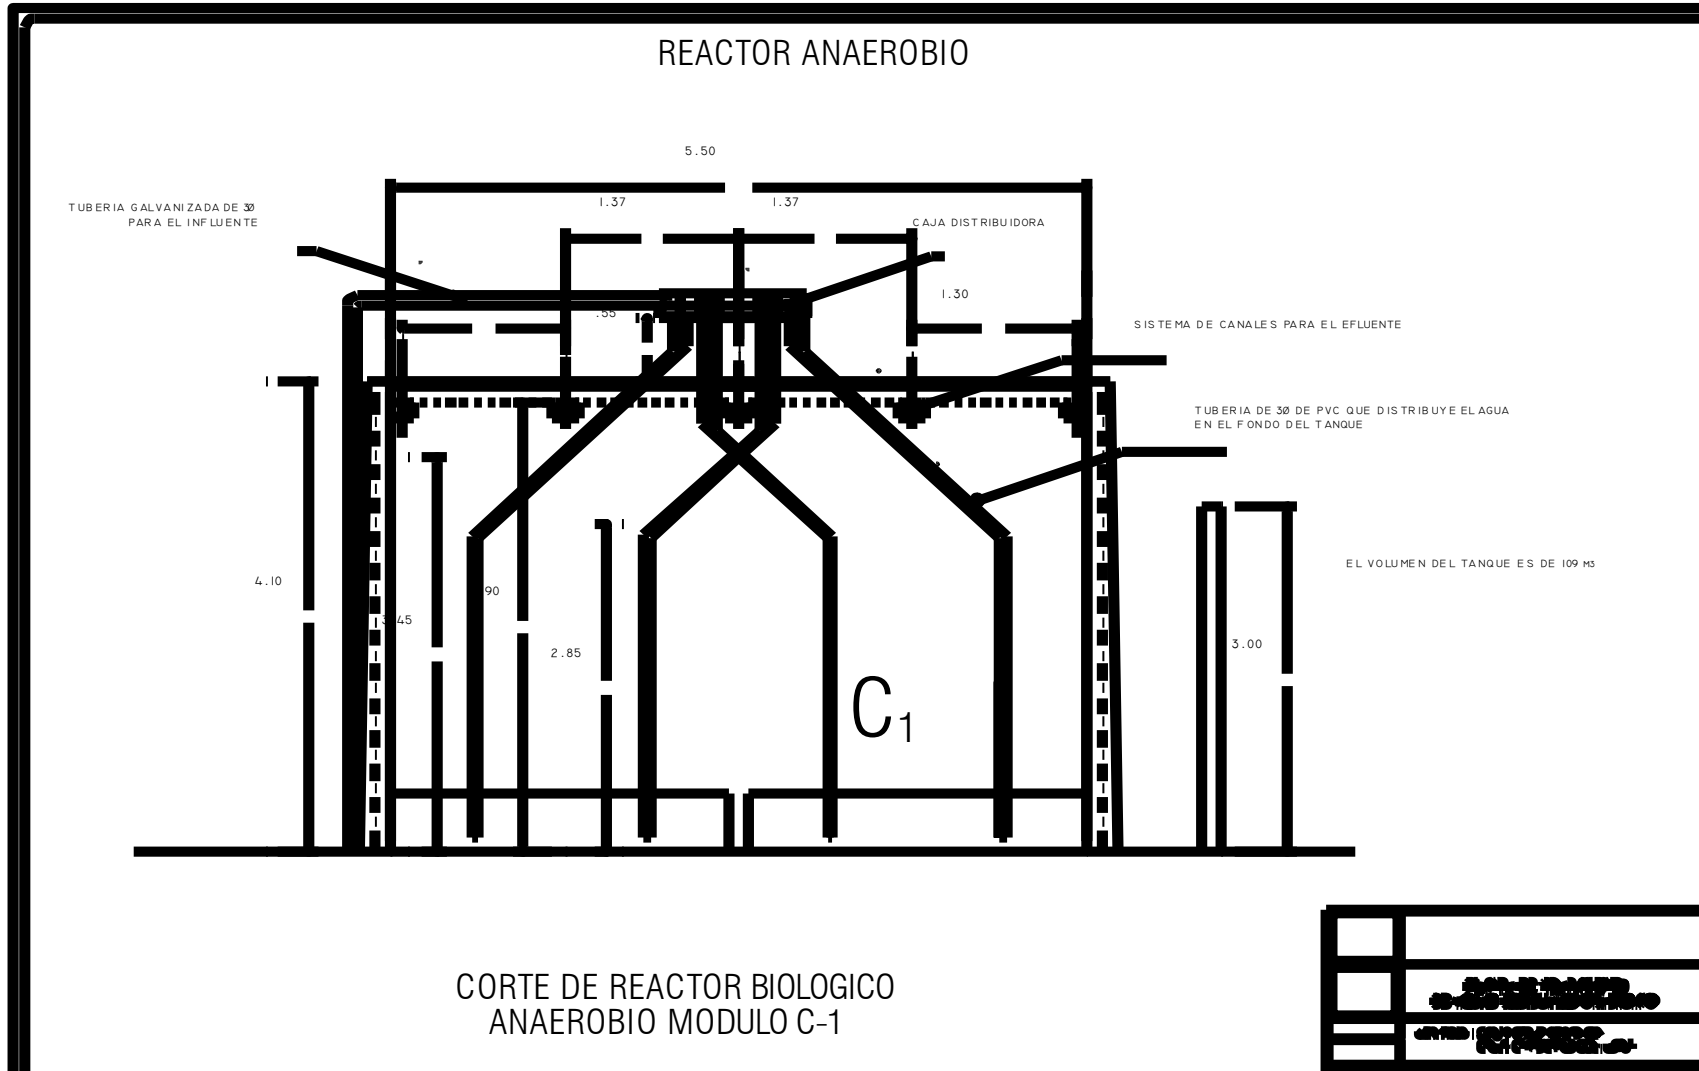 REACTOR ANAEROBIO
5.50
1.37
1.37
TUBERIA GALVANIZADA DE 3Ø
PARA EL INFLUENTE
CAJA DISTRIBUIDORA
1.30
.55
SISTEMA DE CANALES PARA EL EFLUENTE
TUBERIA DE 3Ø DE PVC QUE DISTRIBUYE EL AGUA
EN EL FONDO DEL TANQUE
EL VOLUMEN DEL TANQUE ES DE 109 M3
4.10
90
3.45
3.00
2.85
C₁
CORTE DE REACTOR BIOLOGICO
ANAEROBIO MODULO C-1